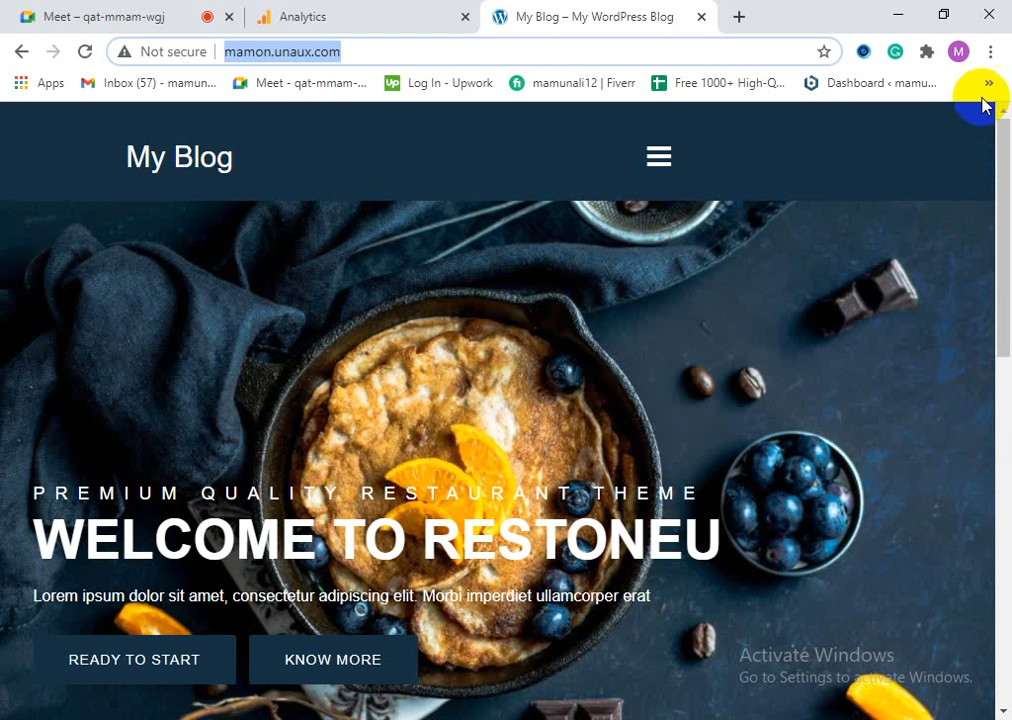 Meet – qat-mmam-wgj
Analytics
My Blog – My WordPress Blog
Not secure
mamon.unaux.com
M
Apps
Inbox (57) - mamun...
Meet - qat-mmam-...
Up
Log In - Upwork
fi
mamunali12 | Fiverr
Free 1000+ High-Q...
Dashboard ‹ mamu...
»
My Blog
PREMIUM QUALITY RESTAURANT THEME
WELCOME TO RESTONEU
Lorem ipsum dolor sit amet, consectetur adipiscing elit. Morbi imperdiet ullamcorper erat
READY TO START
KNOW MORE
Activate Windows
Go to Settings to activate Windows.